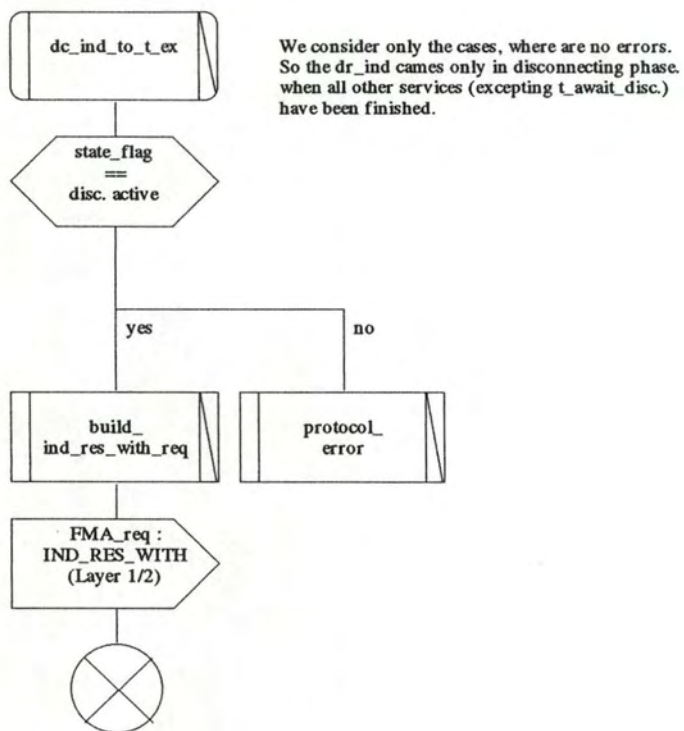 dc_ind_to_t_ex
We consider only the cases, where are no errors.
So the dr_ind cames only in disconnecting phase.
when all other services (excepting t_await_disc.)
have been finished.
state_flag
==
disc. active
yes
no
build_
ind_res_with_req
protocol_
error
FMA_req :
IND_RES_WITH
(Layer 1/2)